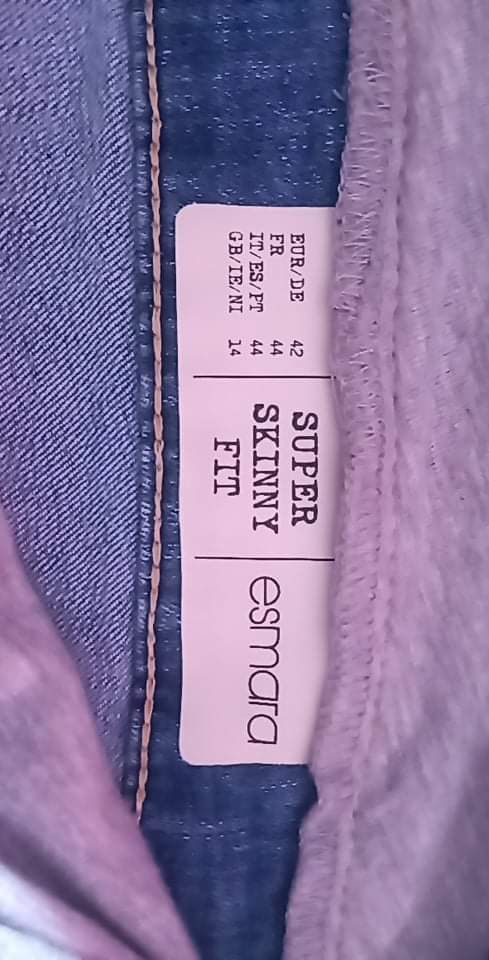 EUR/DE 42
FR 44
IT/ES/PT 44
GB/IE/NI 14
SUPER
SKINNY
FIT
esmara